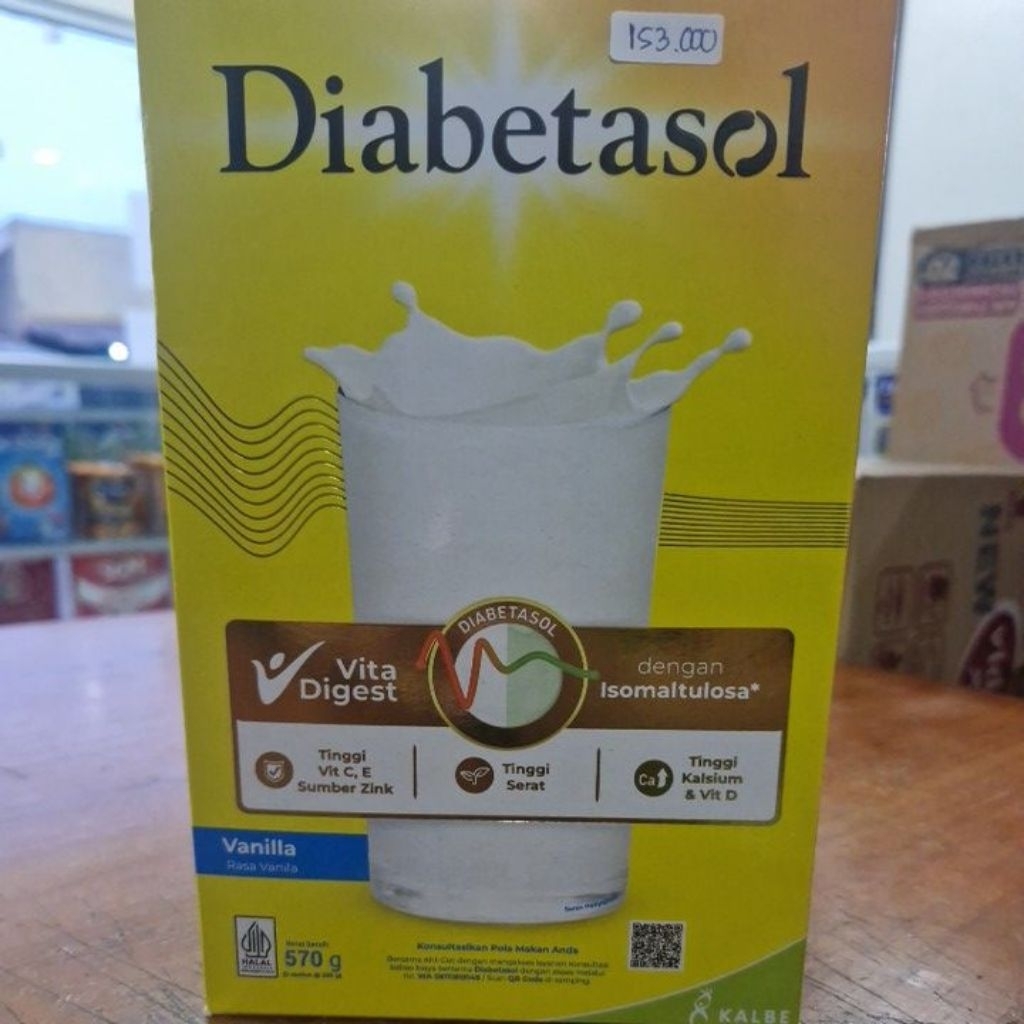 153.000
Diabetasol
DIABETASOL
Vita
Digest
dengan
Isomaltulosa*
Tinggi
Vit C, E
Sumber Zink
Tinggi
Serat
Ca
Tinggi
Kalsium
& Vit D
Vanilla
Rasa Vanila
HALAL
570 g
Konsultasikan Pola Makan Anda
KALBE
NEW